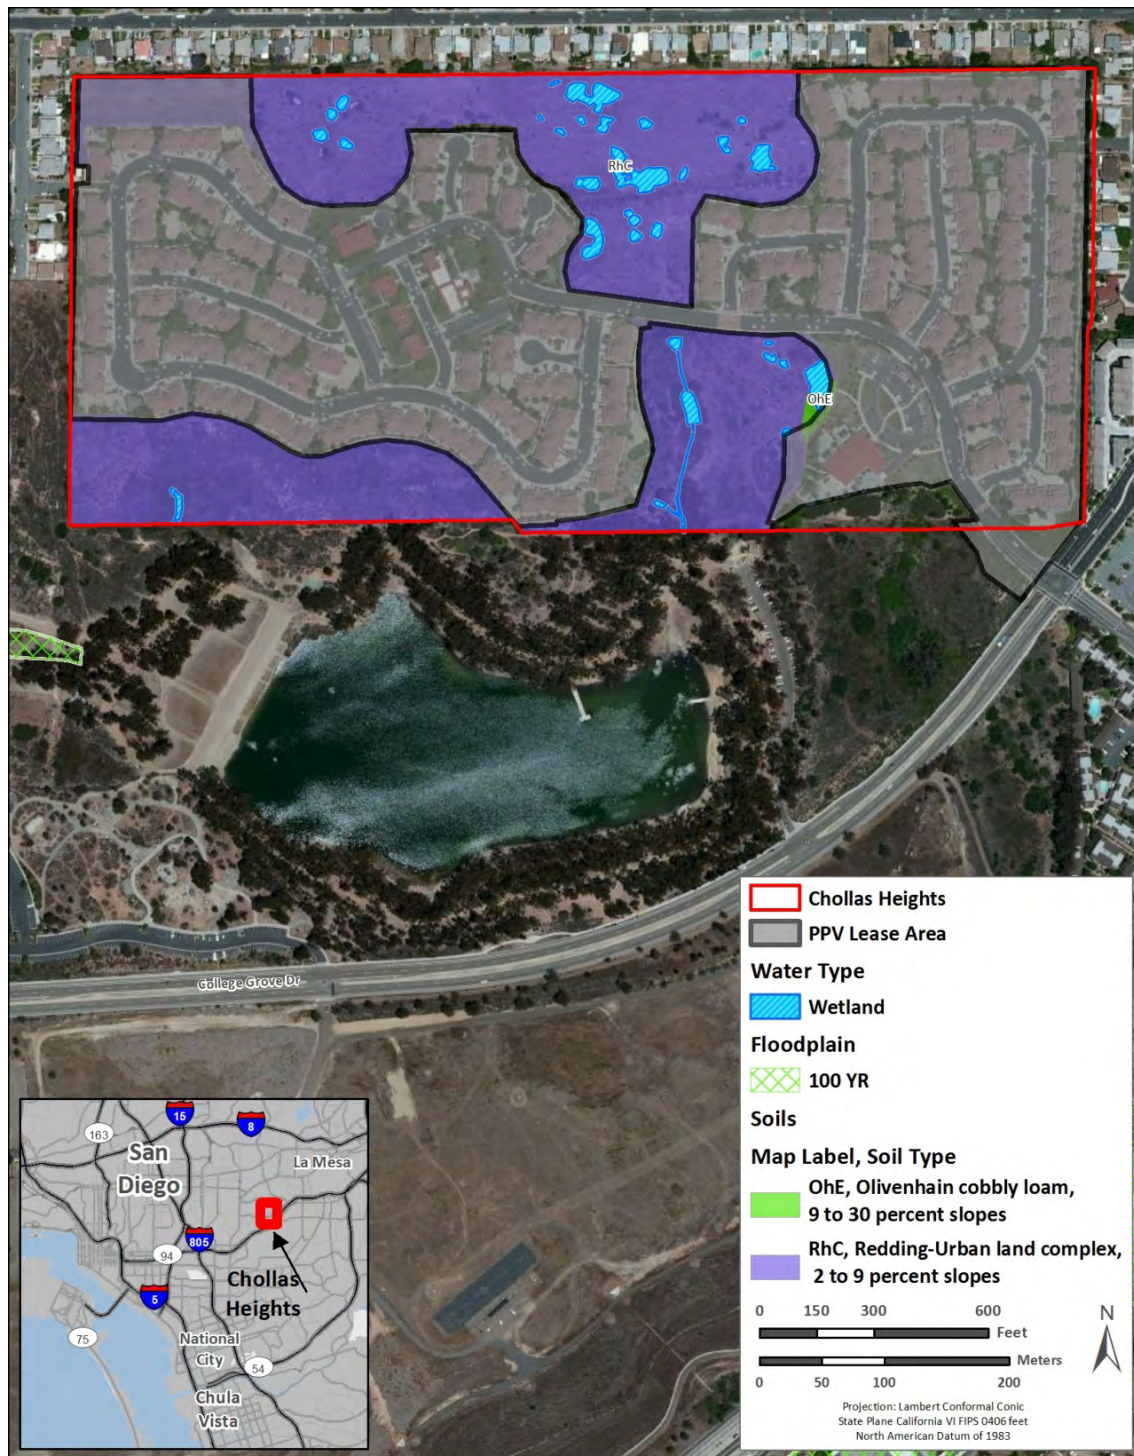 RhC
OhE
College Grove Dr
Chollas Heights
PPV Lease Area
Water Type
Wetland
Floodplain
100 YR
Soils
Map Label, Soil Type
OhE, Olivenhain cobbly loam,
9 to 30 percent slopes
RhC, Redding-Urban land complex,
2 to 9 percent slopes
0 150 300 600
Feet
Meters
0 50 100 200
N
Projection: Lambert Conformal Conic
State Plane California VI FIPS 0406 feet
North American Datum of 1983
15
8
163
San
Diego
La Mesa
805
94
Chollas
Heights
5
75
National
City
54
Chula
Vista